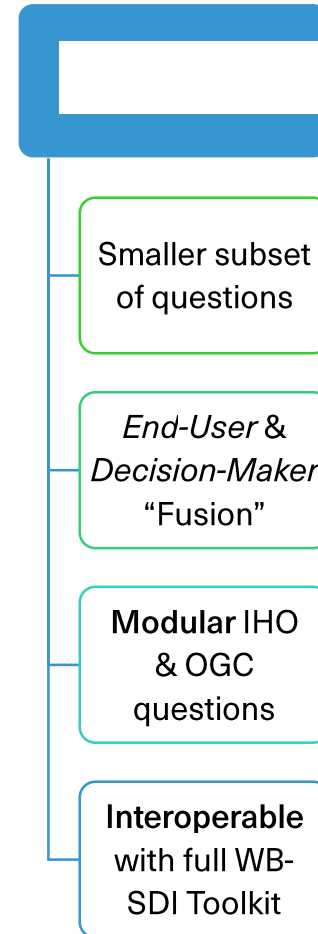 Smaller subset
of questions
End-User &
Decision-Maker
“Fusion”
Modular IHO
& OGC
questions
Interoperable
with full WB-
SDI Toolkit